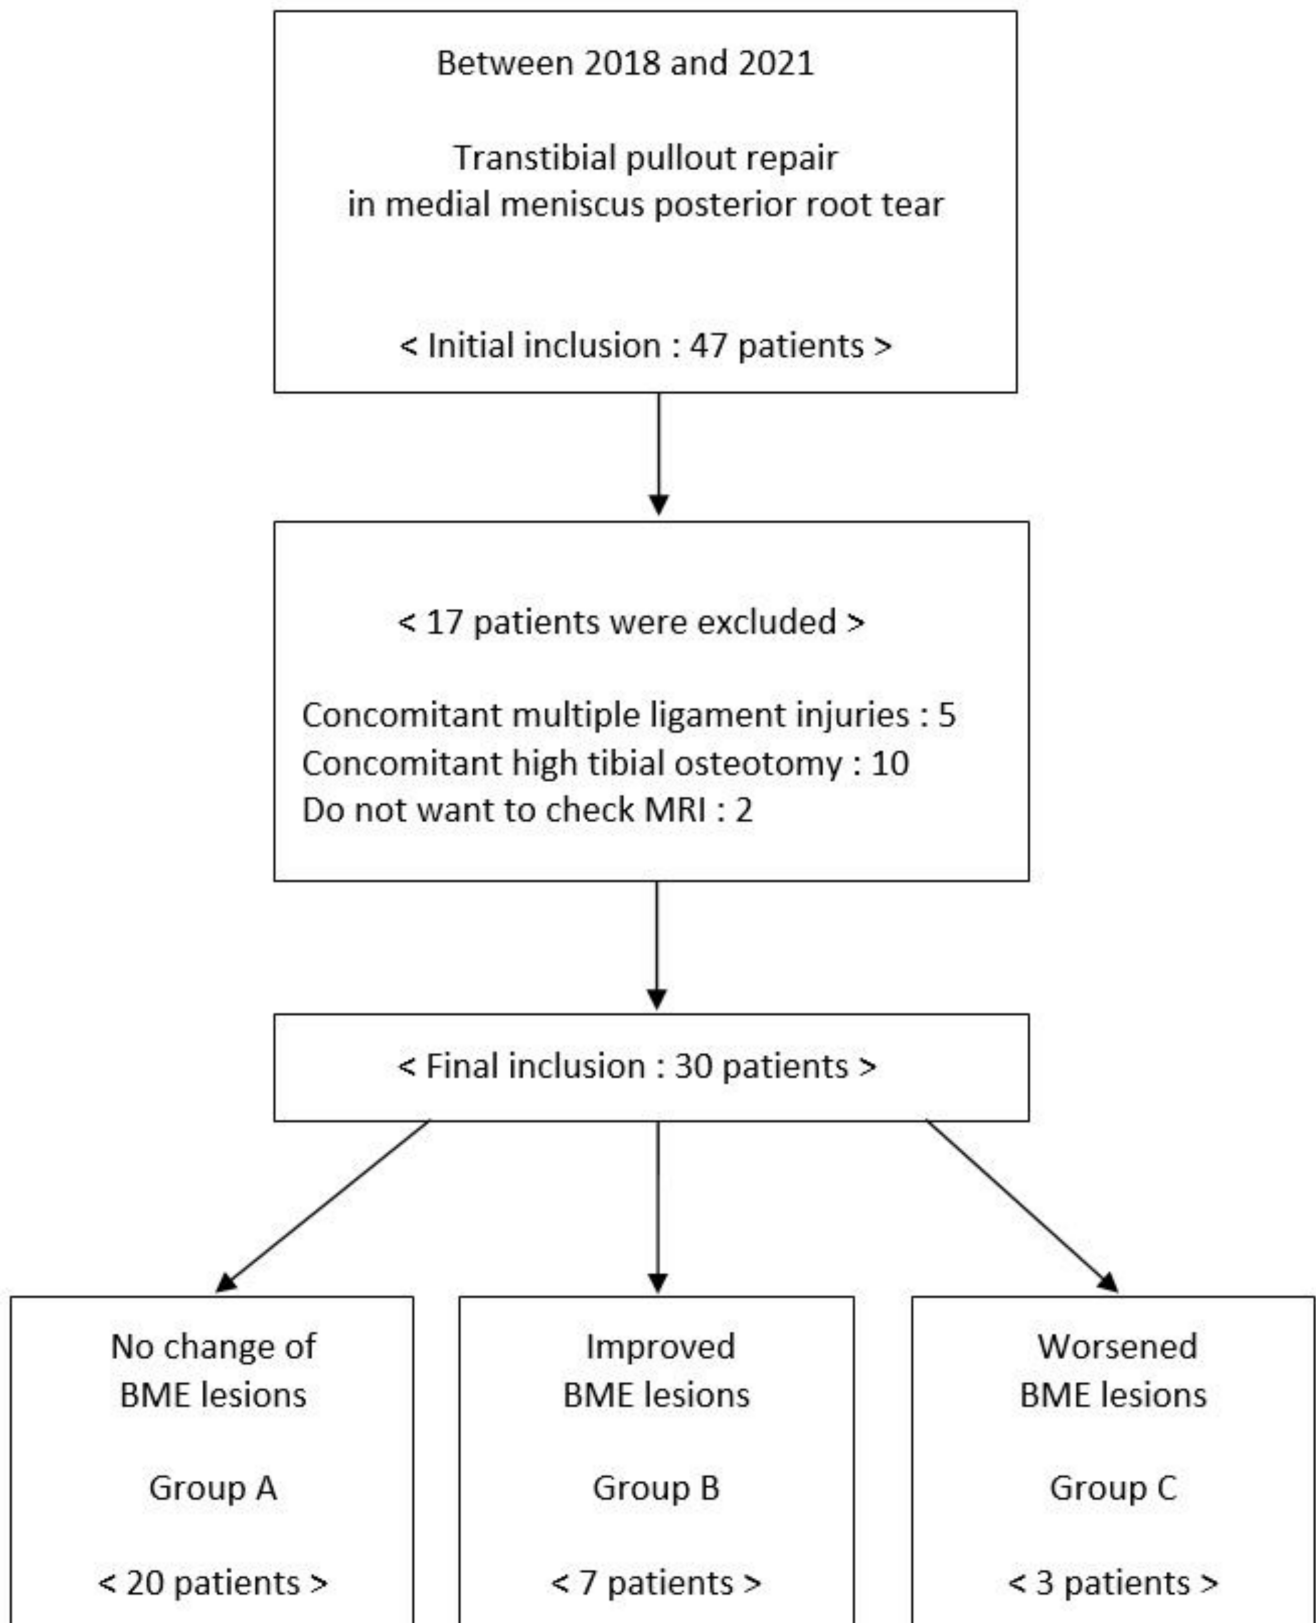 Between 2018 and 2021
Transtibial pullout repair
in medial meniscus posterior root tear
< Initial inclusion : 47 patients >
< 17 patients were excluded >
Concomitant multiple ligament injuries : 5
Concomitant high tibial osteotomy : 10
Do not want to check MRI : 2
< Final inclusion : 30 patients >
No change of
BME lesions
Group A
< 20 patients >
Improved
BME lesions
Group B
< 7 patients >
Worsened
BME lesions
Group C
< 3 patients >